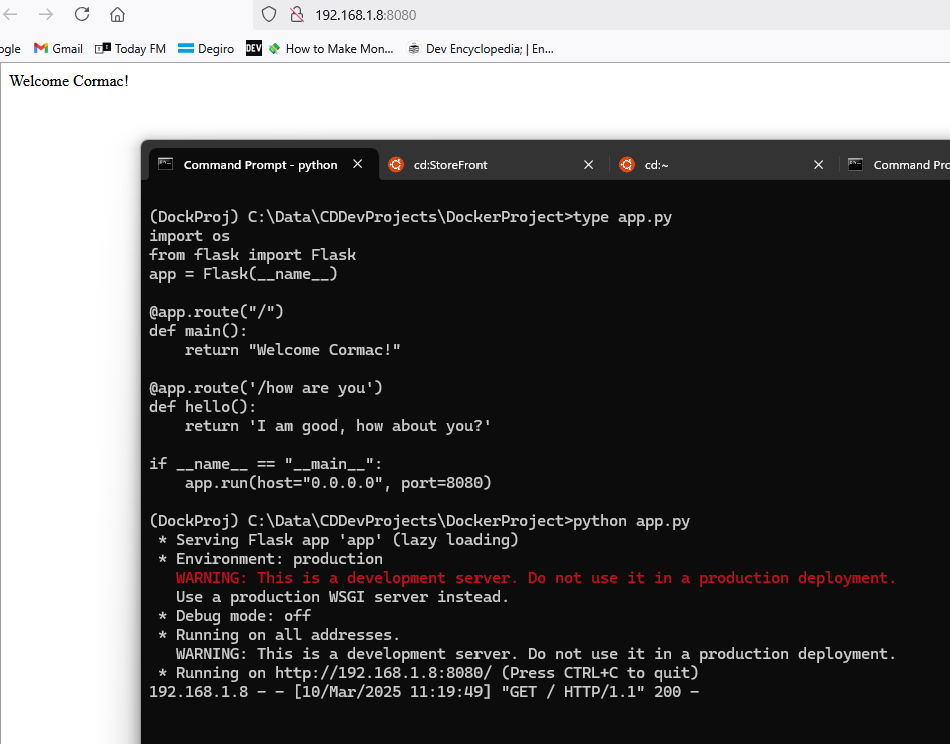 192.168.1.8:8080
ogle Gmail Today FM Degiro DEV How to Make Mon... Dev Encyclopedia; | En...
Welcome Cormac!
Command Prompt - python cd:StoreFront cd:~ Command Pro
(DockProj) C:\Data\CDDevProjects\DockerProject>type app.py
import os
from flask import Flask
app = Flask(__name__)
@app.route("/")
def main():
    return "Welcome Cormac!"
@app.route('/how are you')
def hello():
    return 'I am good, how about you?'
if __name__ == "__main__":
    app.run(host="0.0.0.0", port=8080)
(DockProj) C:\Data\CDDevProjects\DockerProject>python app.py
 * Serving Flask app 'app' (lazy loading)
 * Environment: production
   WARNING: This is a development server. Do not use it in a production deployment.
   Use a production WSGI server instead.
 * Debug mode: off
 * Running on all addresses.
   WARNING: This is a development server. Do not use it in a production deployment.
 * Running on http://192.168.1.8:8080/ (Press CTRL+C to quit)
192.168.1.8 - - [10/Mar/2025 11:19:49] "GET / HTTP/1.1" 200 -